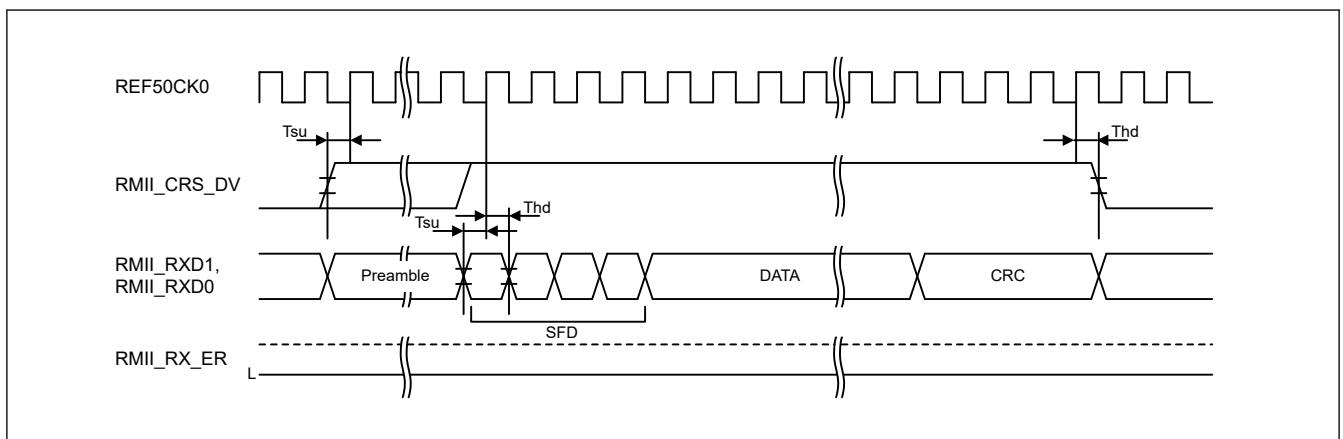 REF50CK0
Tsu
Thd
RMII_CRS_DV
Tsu
Thd
RMII_RXD1,
RMII_RXD0
Preamble
DATA
CRC
SFD
RMII_RX_ER
L